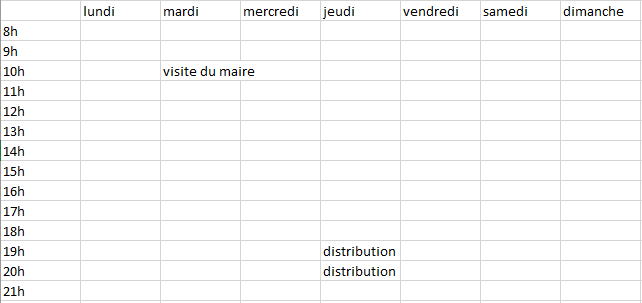 lundi mardi mercredi jeudi vendredi samedi dimanche
8h
9h
10h visite du maire
11h
12h
13h
14h
15h
16h
17h
18h
19h distribution
20h distribution
21h